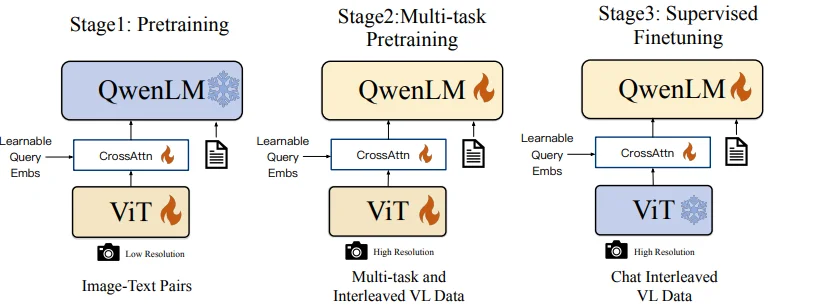 Stage1: Pretraining
QwenLM
Learnable
Query
Embs
CrossAttn
ViT
Low Resolution
Image-Text Pairs
Stage2:Multi-task
Pretraining
QwenLM
Learnable
Query
Embs
CrossAttn
ViT
High Resolution
Multi-task and
Interleaved VL Data
Stage3: Supervised
Finetuning
QwenLM
Learnable
Query
Embs
CrossAttn
ViT
High Resolution
Chat Interleaved
VL Data